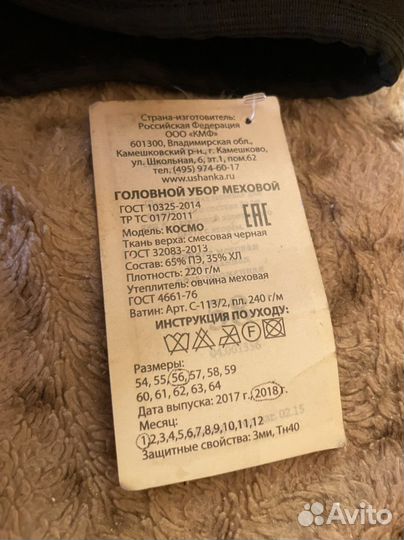 Страна-изготовитель:
Российская Федерация
ООО «КМФ»
601300, Владимирская обл.,
Камешковский р-н., г. Камешково,
ул. Школьная, б, эт.1, пом.62
тел. (495) 974-60-17
www.ushanka.ru
ГОЛОВНОЙ УБОР МЕХОВОЙ
ГОСТ 10325-2014
ТР ТС 017/2011
EAC
Модель: КОСМО
Ткань верха: смесовая черная
ГОСТ 32083-2013
Состав: 65% ПЭ, 35% ХЛ
Плотность: 220 г/м
Утеплитель: овчина меховая
ГОСТ 4661-76
Ватин: Арт. С-113/2, пл. 240 г/м
ИНСТРУКЦИЯ ПО УХОДУ:
F
Размеры:
54, 55, 56, 57, 58, 59
60, 61, 62, 63, 64
Дата выпуска: 2017 г., 2018 г.
Месяц:
1,2,3,4,5,6,7,8,9,10,11,12
Защитные свойства: Зми, Тн40
Avito